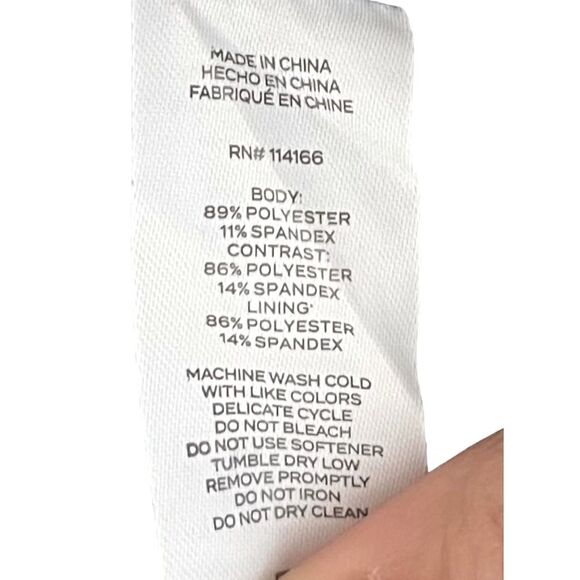 MADE IN CHINA
HECHO EN CHINA
FABRIQUÉ EN CHINE
RN# 114166
BODY:
89% POLYESTER
11% SPANDEX
CONTRAST:
86% POLYESTER
14% SPANDEX
LINING:
86% POLYESTER
14% SPANDEX
MACHINE WASH COLD
WITH LIKE COLORS
DELICATE CYCLE
DO NOT BLEACH
DO NOT USE SOFTENER
TUMBLE DRY LOW
REMOVE PROMPTLY
DO NOT IRON
DO NOT DRY CLEAN